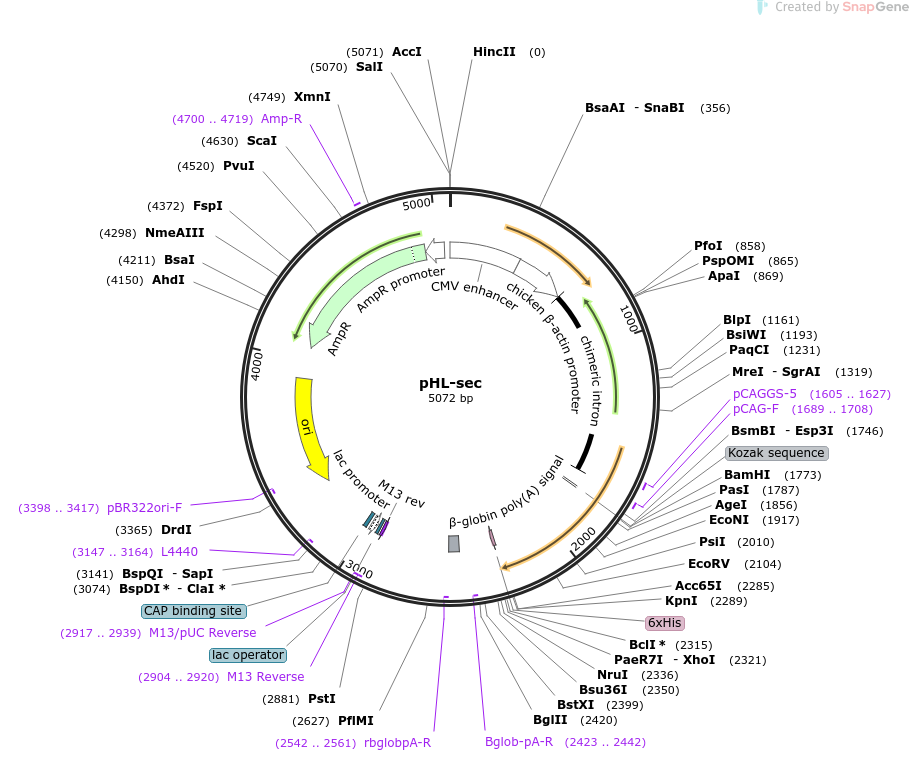 Created by SnapGene
(5071) AccI
HincII (0)
(5070) SalI
(4749) XmnI
BsaAI - SnaBI (356)
(4700 .. 4719) Amp-R
(4630) ScaI
(4520) PvuI
(4372) FspI
(4298) NmeAIII
(4211) BsaI
(4150) AhdI
PfoI (858)
PspOMI (865)
ApaI (869)
BlpI (1161)
BsiWI (1193)
PaqCI (1231)
MreI - SgrAI (1319)
pCAGGS-5 (1605 .. 1627)
pCAG-F (1689 .. 1708)
BsmBI - Esp3I (1746)
Kozak sequence
BamHI (1773)
PasI (1787)
AgeI (1856)
EcoNI (1917)
PsiI (2010)
EcoRV (2104)
Acc65I (2285)
KpnI (2289)
6xHis
BclI * (2315)
PaeR7I - XhoI (2321)
NruI (2336)
Bsu36I (2350)
BstXI (2399)
BglII (2420)
Bglob-pA-R (2423 .. 2442)
(2542 .. 2561) rbglobpA-R
(2627) PflMI
(2881) PstI
(2904 .. 2920) M13 Reverse
lac operator
(2917 .. 2939) M13/pUC Reverse
CAP binding site
(3074) BspDI * - ClaI *
(3141) BspQI - SapI
(3147 .. 3164) L4440
(3365) DrdI
(3398 .. 3417) pBR322ori-F
5000
1000
2000
3000
4000
AmpR promoter
AmpR
CMV enhancer
chicken β-actin promoter
chimeric intron
pHL-sec
5072 bp
ori
lac promoter
M13 rev
β-globin poly(A) signal